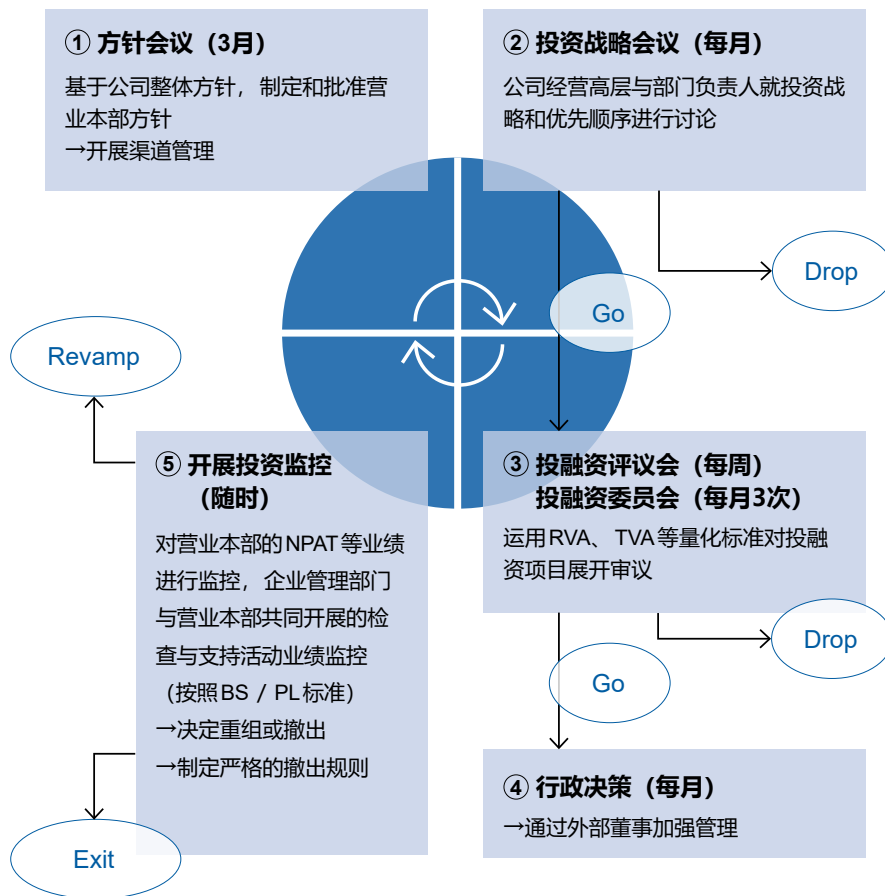 ① 方针会议（3月）
基于公司整体方针，制定和批准营
业本部方针
→开展渠道管理
② 投资战略会议（每月）
公司经营高层与部门负责人就投资战
略和优先顺序进行讨论
Drop
Go
Revamp
③ 投融资评议会（每周）
投融资委员会（每月3次）
运用RVA、TVA等量化标准对投融
资项目展开审议
Drop
Go
④ 行政决策（每月）
→通过外部董事加强管理
⑤ 开展投资监控
（随时）
对营业本部的NPAT等业绩
进行监控，企业管理部门
与营业本部共同开展的检
查与支持活动业绩监控
（按照BS / PL标准）
→决定重组或撤出
→制定严格的撤出规则
Exit